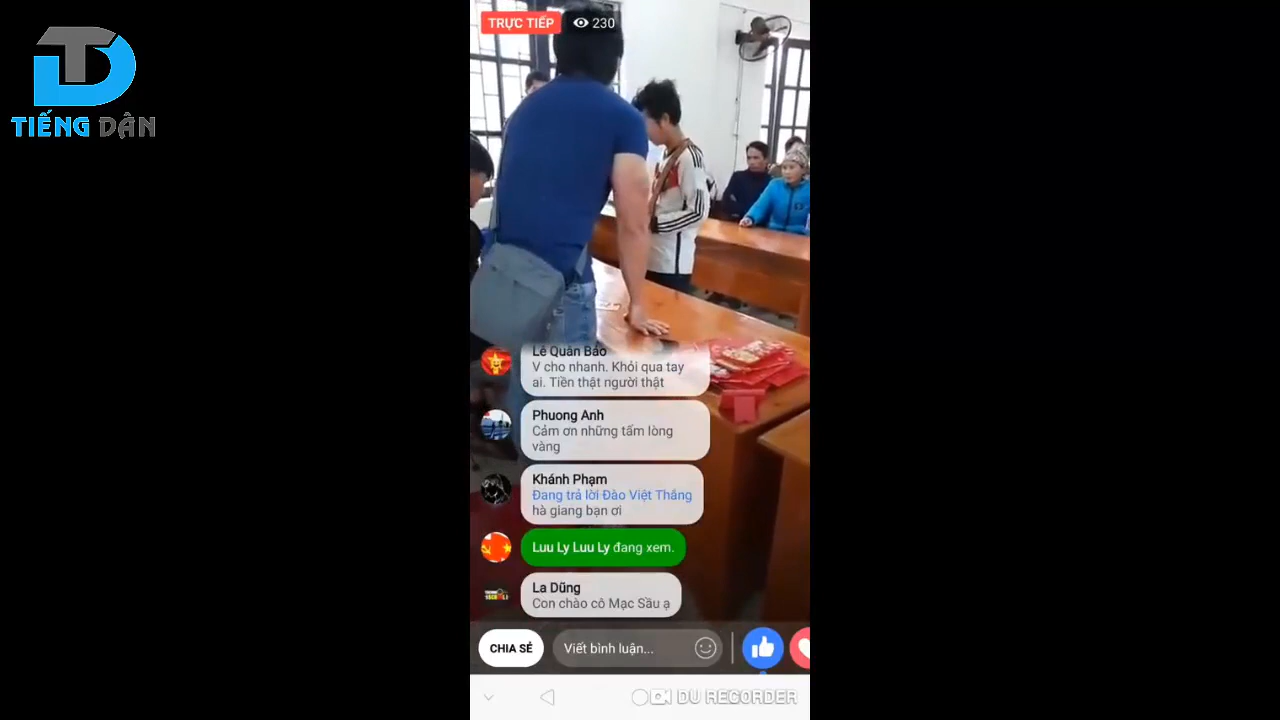 TIẾNG DÂN
TRỰC TIẾP
230
Lê Quân Bảo
V cho nhanh. Khỏi qua tay
ai. Tiền thật người thật
Phuong Anh
Cảm ơn những tấm lòng
vàng
Khánh Phạm
Đang trả lời Đào Việt Thắng
hà giang bạn ơi
Luu Ly Luu Ly đang xem.
La Dũng
Con chào cô Mạc Sầu ạ
CHIA SẺ
Viết bình luận...
DU RECORDER